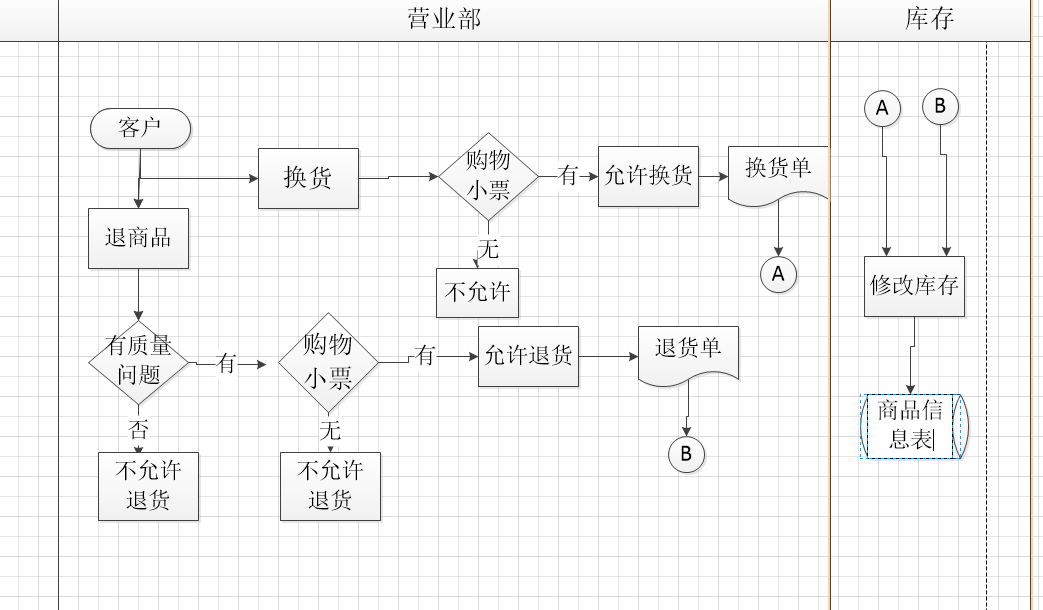 营业部
库存
客户
换货
购物
小票
有
允许换货
换货单
A
B
无
不允许
A
退商品
修改库存
有质量
问题
有
购物
小票
有
允许退货
退货单
否
无
B
不允许
退货
不允许
退货
商品信
息表